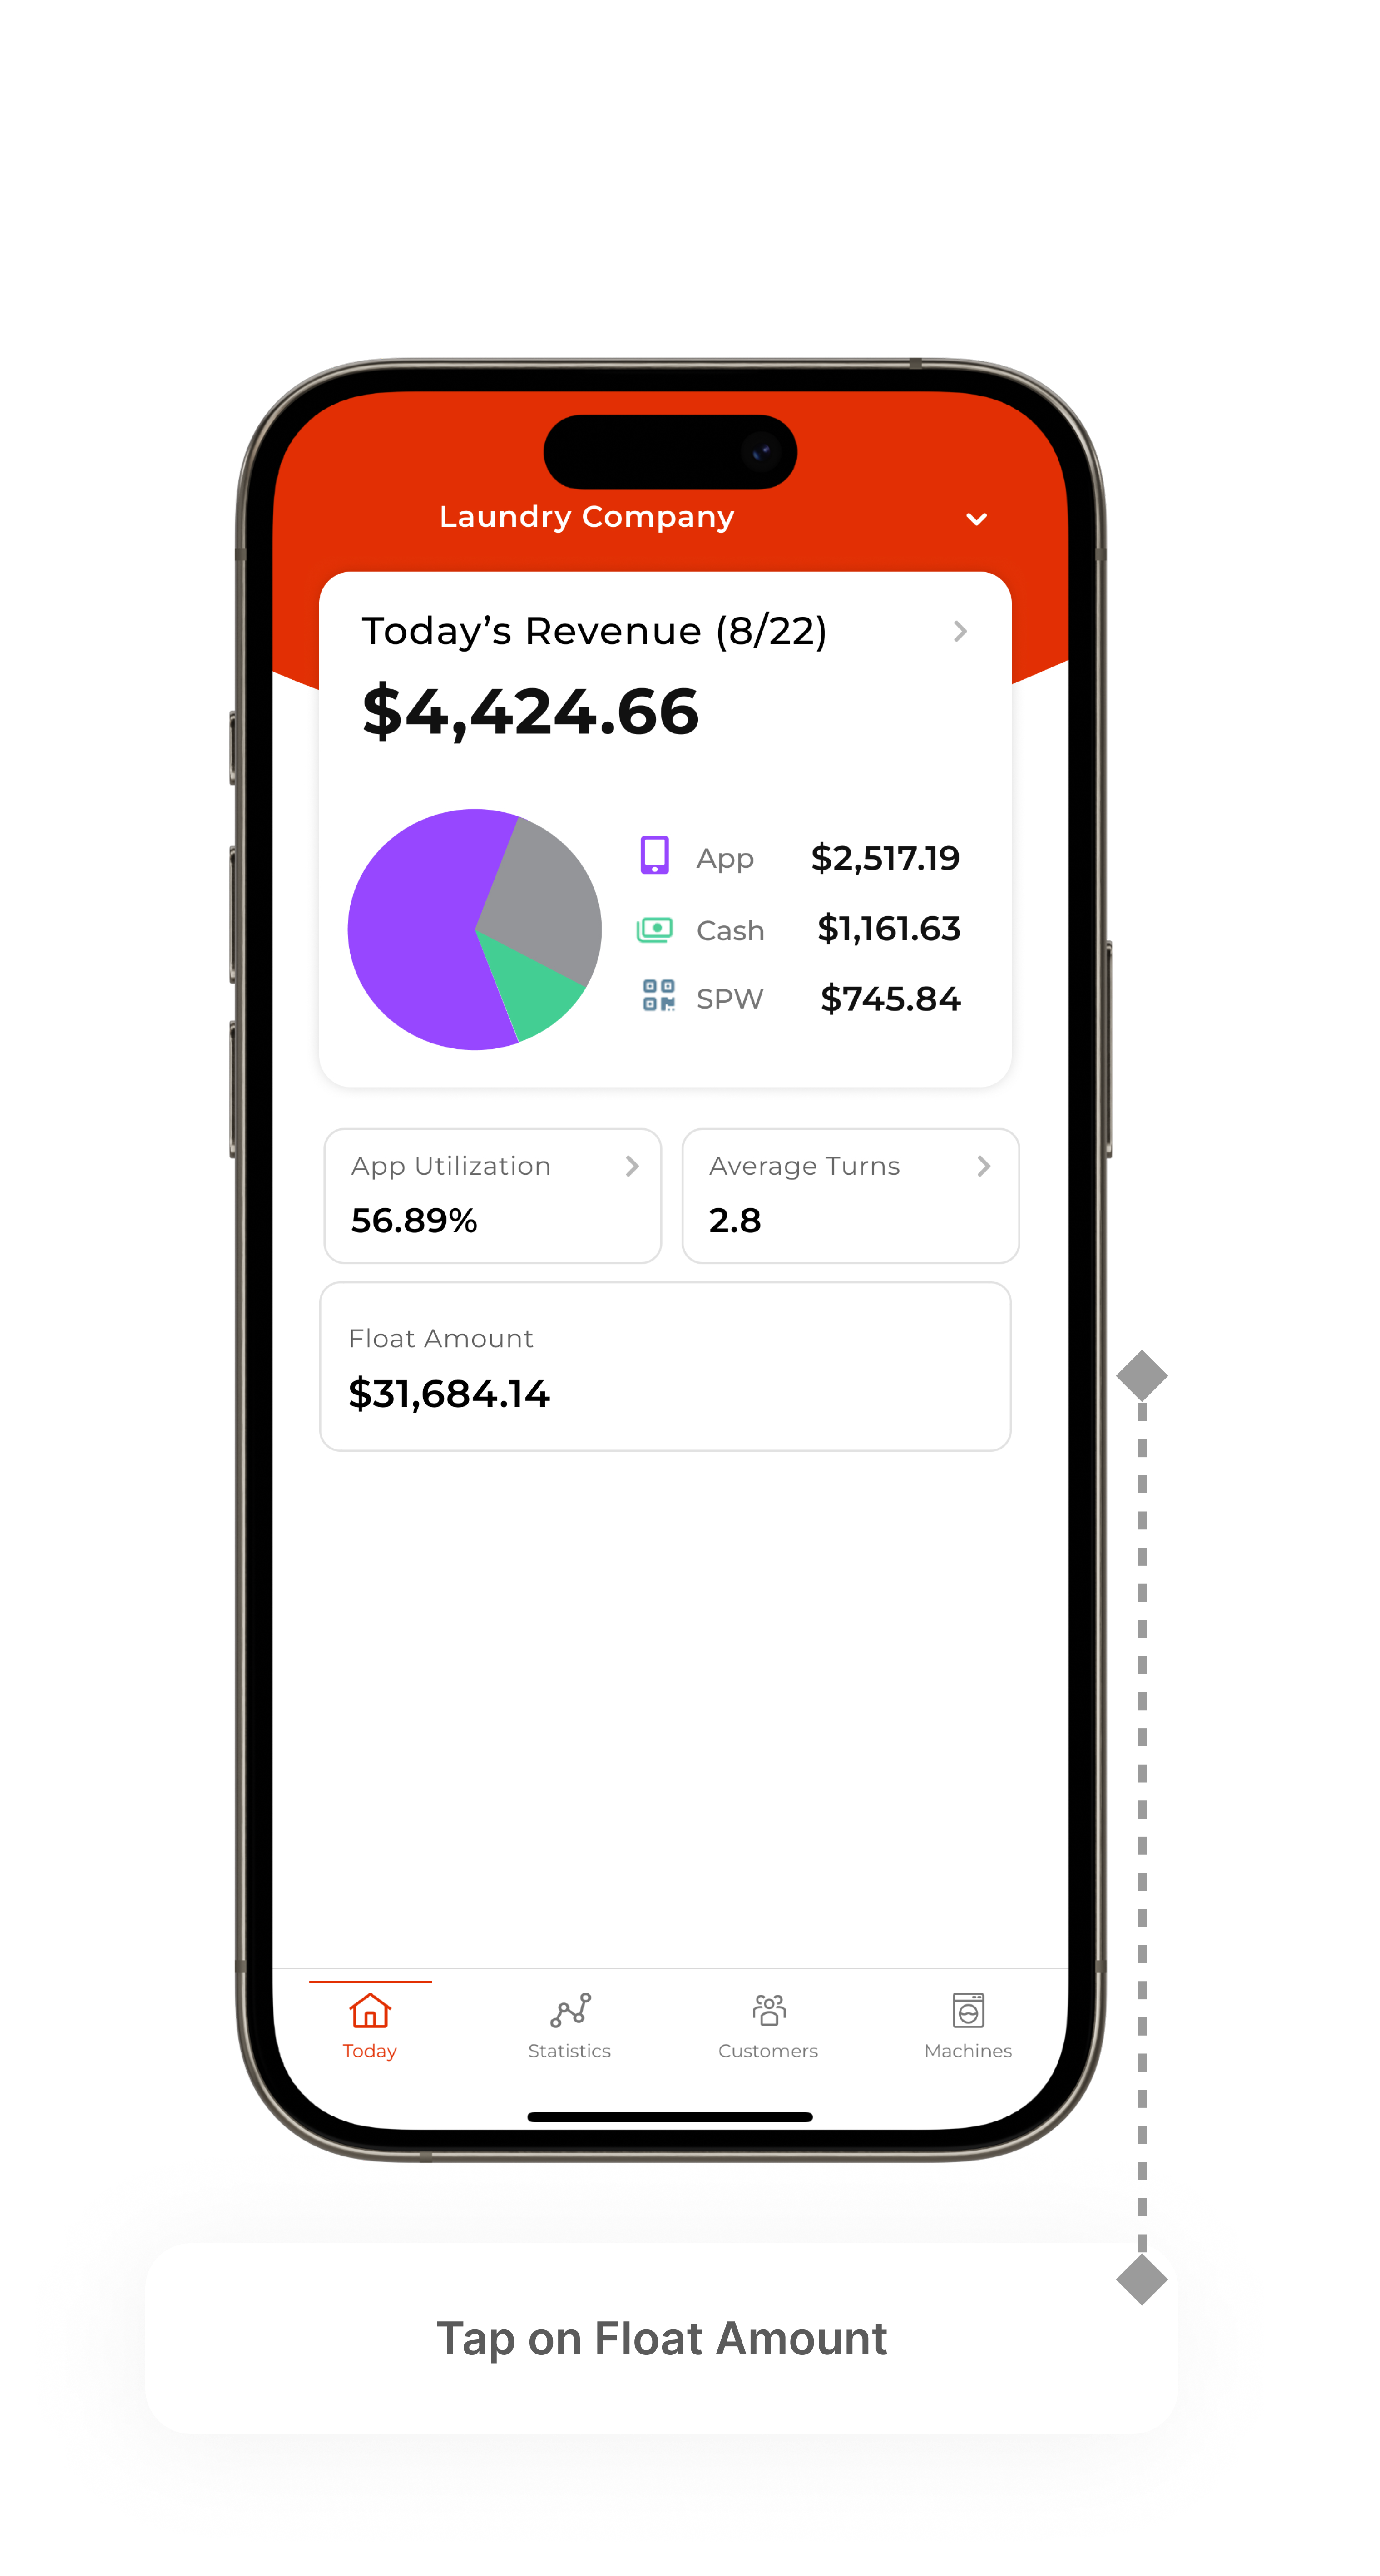 Laundry Company
Today’s Revenue (8/22)
$4,424.66
App $2,517.19
Cash $1,161.63
SPW $745.84
App Utilization
56.89%
Average Turns
2.8
Float Amount
$31,684.14
Today Statistics Customers Machines
Tap on Float Amount